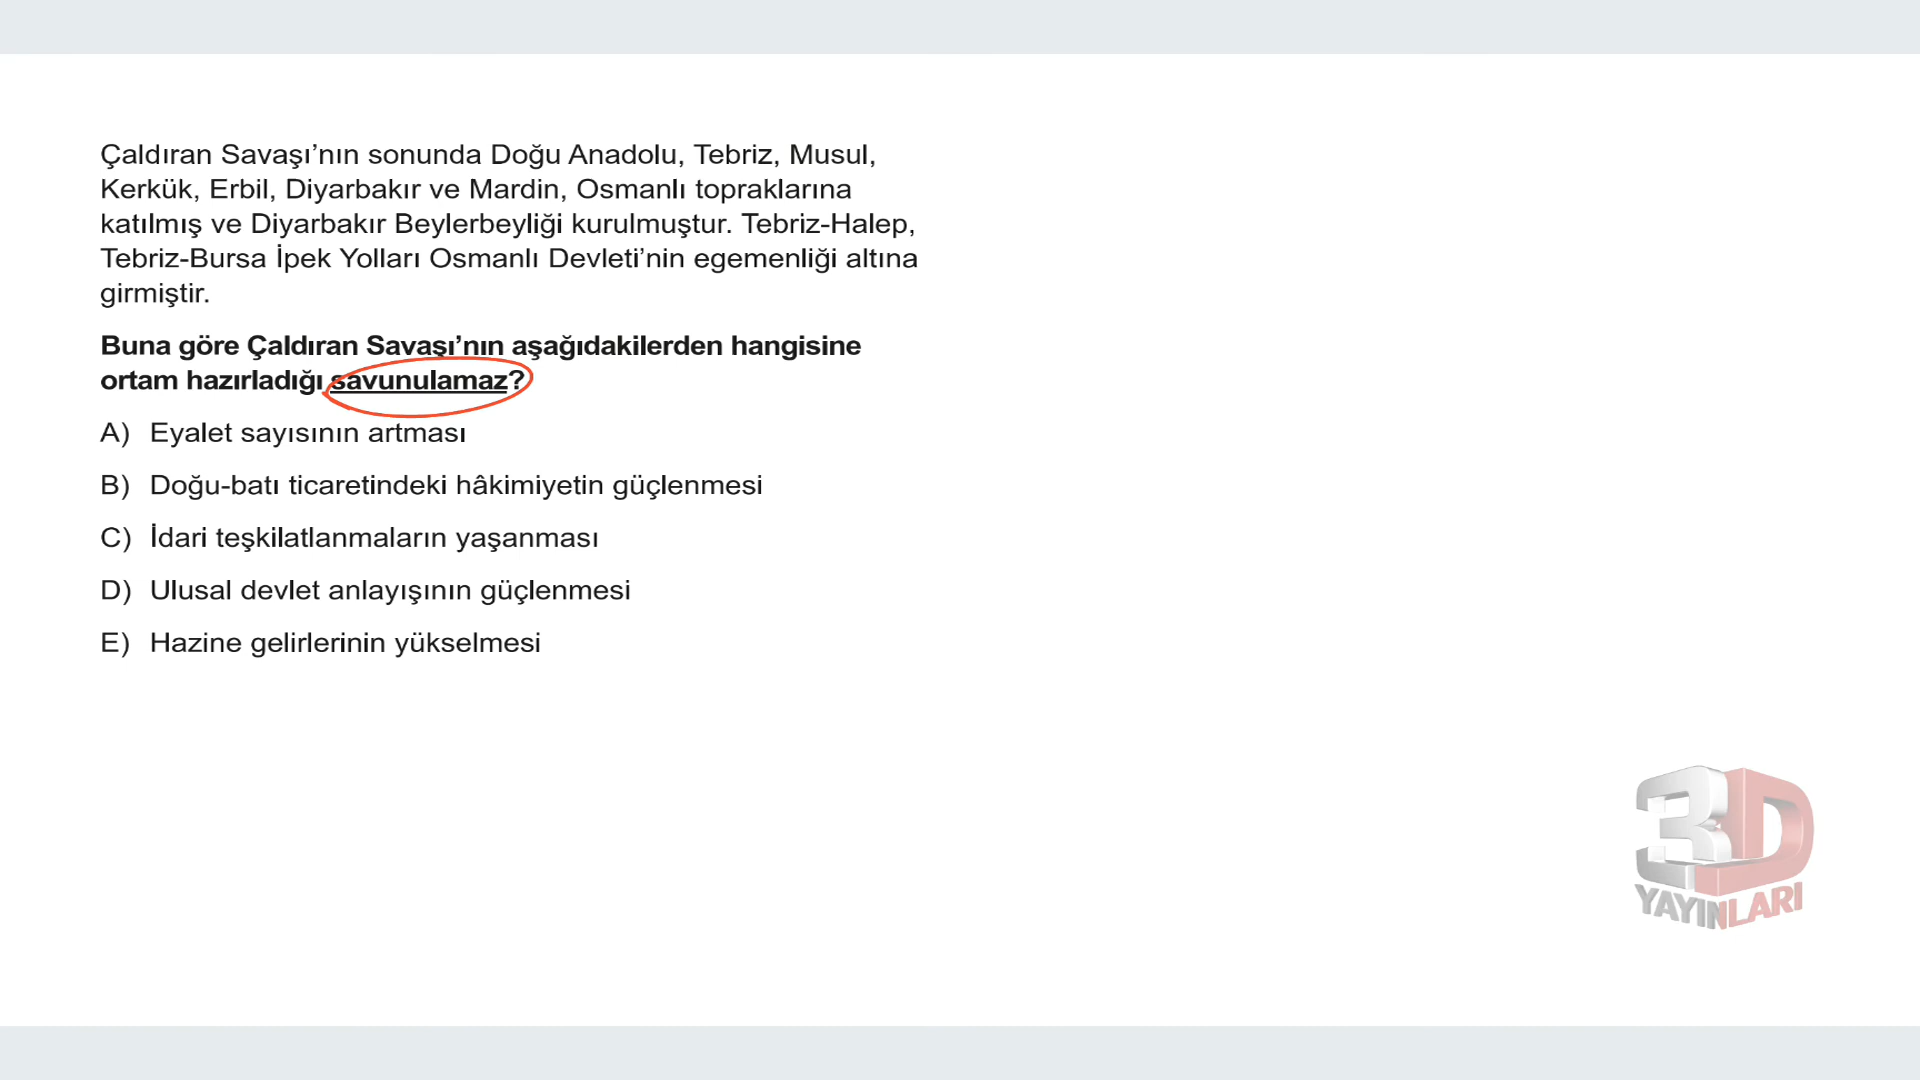 Çaldıran Savaşı’nın sonunda Doğu Anadolu, Tebriz, Musul,
Kerkük, Erbil, Diyarbakır ve Mardin, Osmanlı topraklarına
katılmış ve Diyarbakır Beylerbeyliği kurulmuştur. Tebriz-Halep,
Tebriz-Bursa İpek Yolları Osmanlı Devleti’nin egemenliği altına
girmiştir.
Buna göre Çaldıran Savaşı’nın aşağıdakilerden hangisine
ortam hazırladığı savunulamaz?
A) Eyalet sayısının artması
B) Doğu-batı ticaretindeki hâkimiyetin güçlenmesi
C) İdari teşkilatlanmaların yaşanması
D) Ulusal devlet anlayışının güçlenmesi
E) Hazine gelirlerinin yükselmesi
3D
YAYINLARI